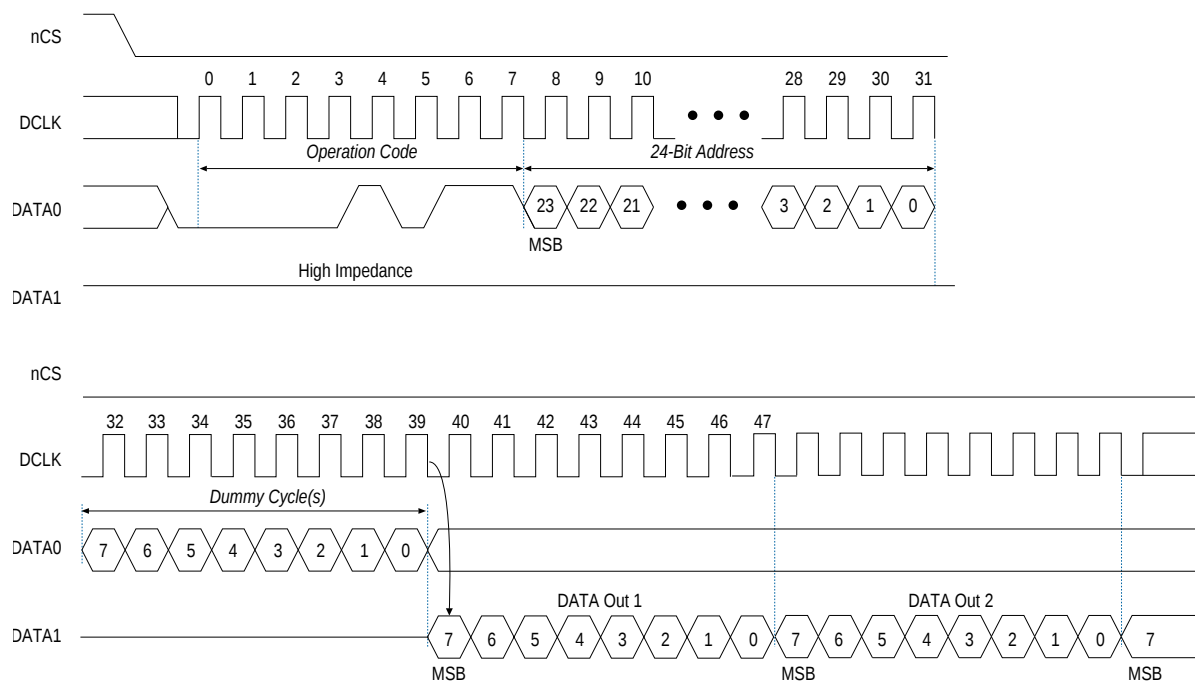 nCS
0 1 2 3 4 5 6 7 8 9 10 28 29 30 31
DCLK
Operation Code 24-Bit Address
DATA0 23 22 21 3 2 1 0
MSB
High Impedance
DATA1
nCS
32 33 34 35 36 37 38 39 40 41 42 43 44 45 46 47
DCLK
Dummy Cycle(s)
DATA0 7 6 5 4 3 2 1 0
DATA Out 1 DATA Out 2
DATA1 7 6 5 4 3 2 1 0 7 6 5 4 3 2 1 0 7
MSB MSB MSB